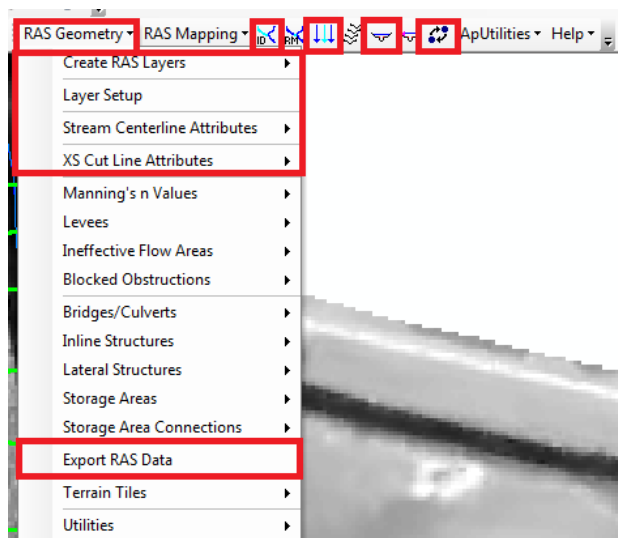 RAS Geometry RAS Mapping ID RM ApUtilities Help
Create RAS Layers
Layer Setup
Stream Centerline Attributes
XS Cut Line Attributes
Manning's n Values
Levees
Ineffective Flow Areas
Blocked Obstructions
Bridges/Culverts
Inline Structures
Lateral Structures
Storage Areas
Storage Area Connections
Export RAS Data
Terrain Tiles
Utilities